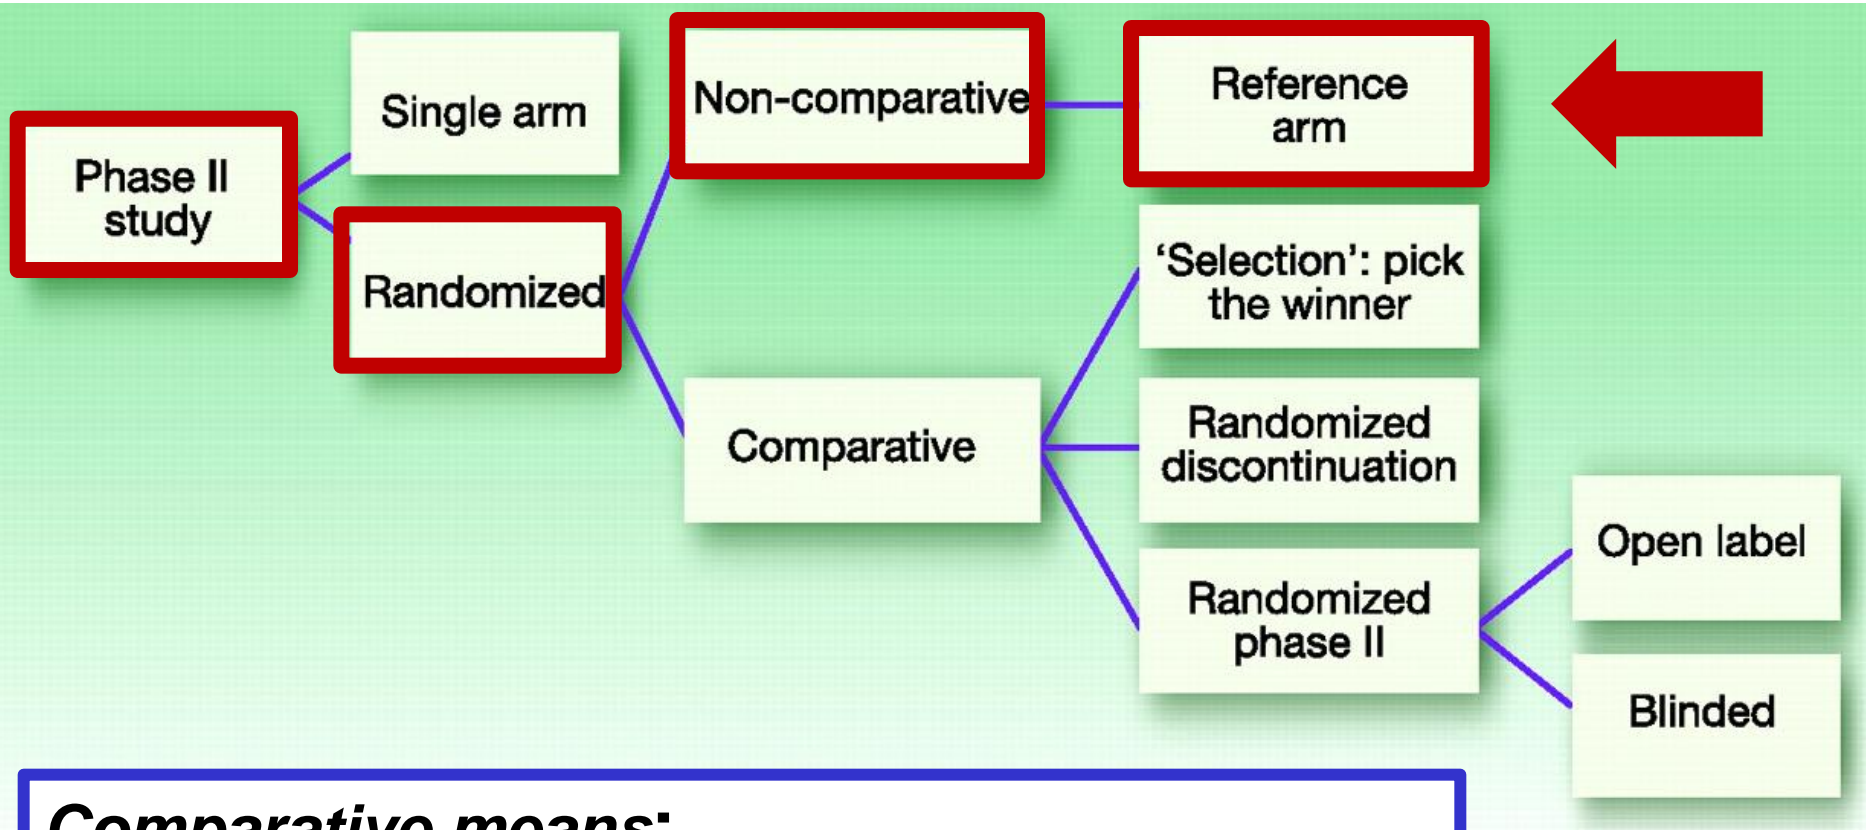 Phase II
study
Single arm
Randomized
Non-comparative
Reference
arm
Comparative
‘Selection’: pick
the winner
Randomized
discontinuation
Randomized
phase II
Open label
Blinded
Comparative means: